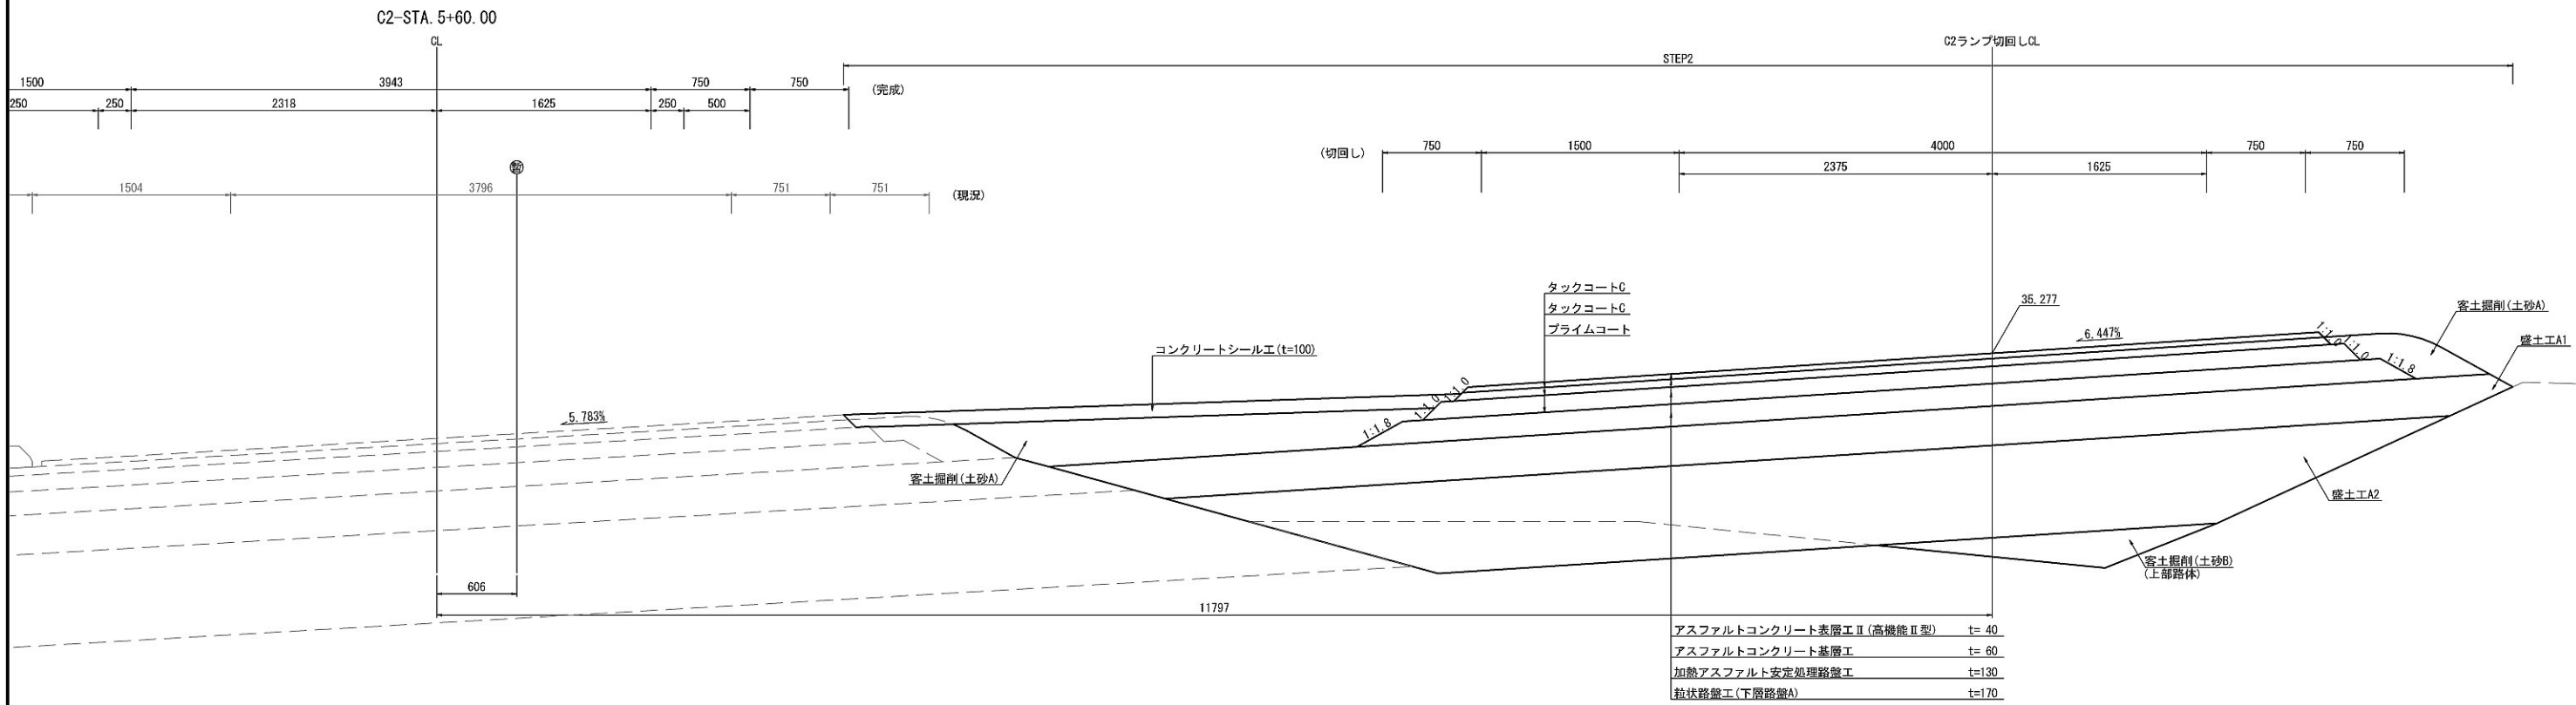 C2-STA. 5+60. 00
CL
C2ランプ切回しCL
STEP2
1500
3943
750
750
(完成)
250
250
2318
1625
250
500
(切回し)
750
1500
4000
750
750
2375
1625
暫
1504
3796
751
751
(現況)
タックコートG
タックコートG
プライムコート
35. 277
客土掘削(土砂A)
6. 447%
1:1.0
1:1.0
盛土工A1
コンクリートシール工(t=100)
1:1.8
1:1.0
1:1.0
5. 783%
1:1.8
客土掘削(土砂A)
盛土工A2
客土掘削(土砂B)
(上部路体)
606
11797
アスファルトコンクリート表層工Ⅱ(高機能Ⅱ型) t= 40
アスファルトコンクリート基層工 t= 60
加熱アスファルト安定処理路盤工 t=130
粒状路盤工(下層路盤A) t=170